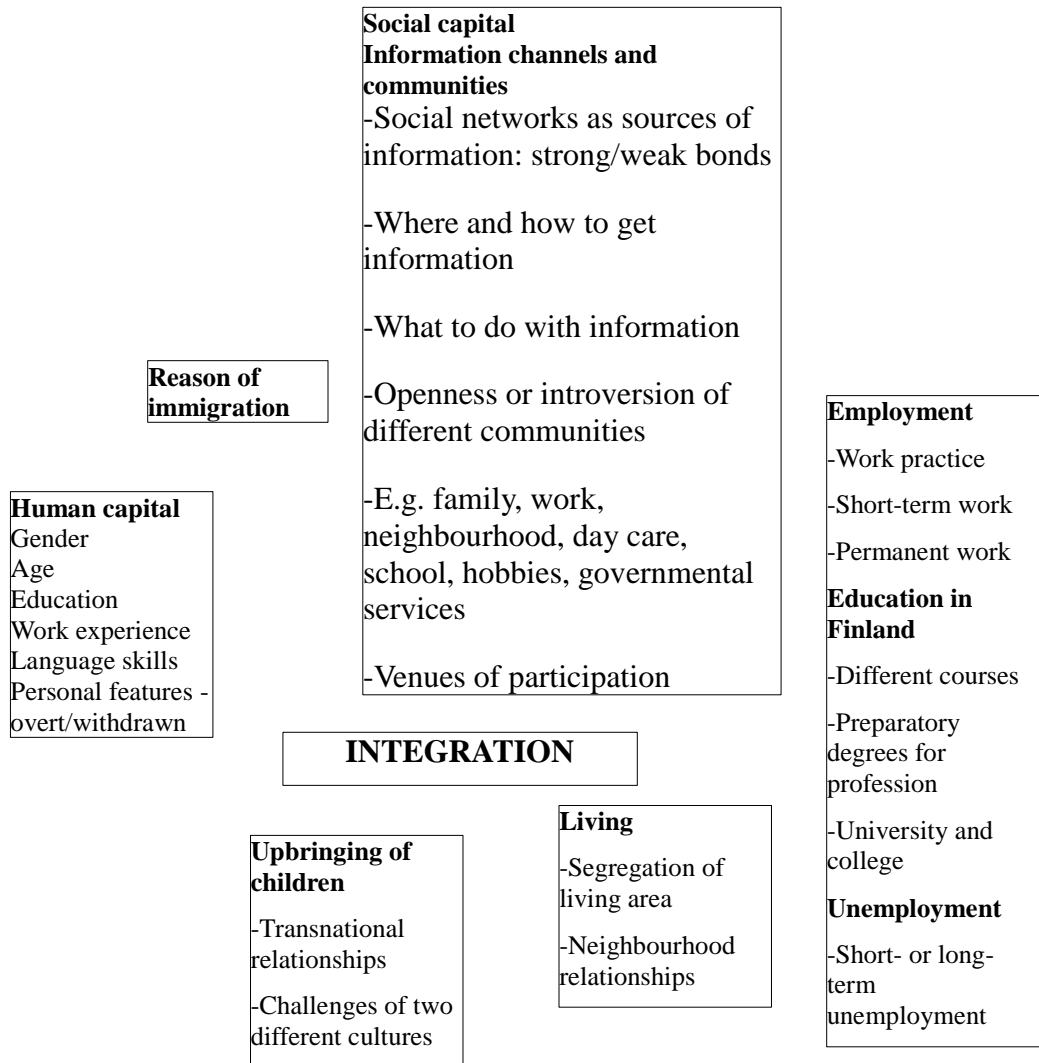 Social capital
Information channels and
communities
-Social networks as sources of
information: strong/weak bonds
-Where and how to get
information
-What to do with information
-Openness or introversion of
different communities
-E.g. family, work,
neighbourhood, day care,
school, hobbies, governmental
services
-Venues of participation
Reason of
immigration
Human capital
Gender
Age
Education
Work experience
Language skills
Personal features -
overt/withdrawn
Employment
-Work practice
-Short-term work
-Permanent work
Education in
Finland
-Different courses
-Preparatory
degrees for
profession
-University and
college
Unemployment
-Short- or long-
term
unemployment
INTEGRATION
Upbringing of
children
-Transnational
relationships
-Challenges of two
different cultures
Living
-Segregation of
living area
-Neighbourhood
relationships